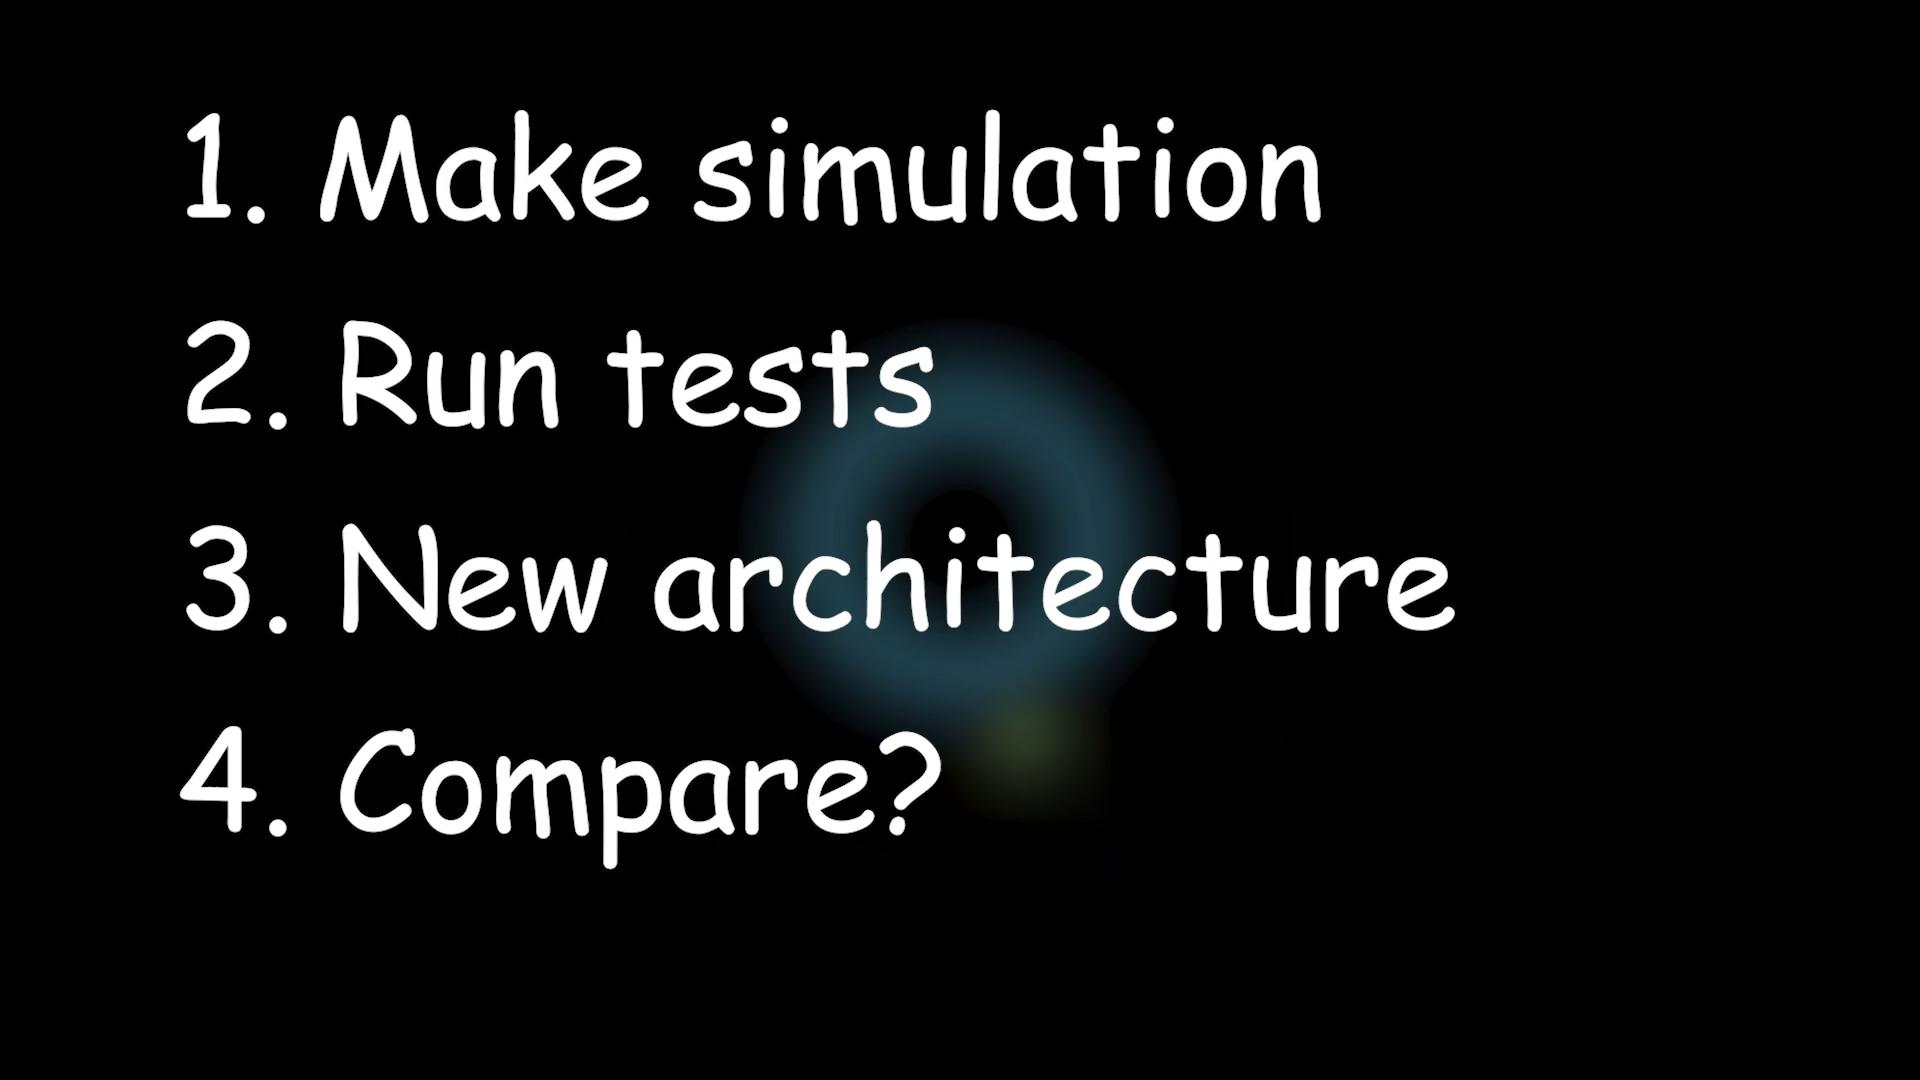 1. Make simulation
2. Run tests
3. New architecture
4. Compare?